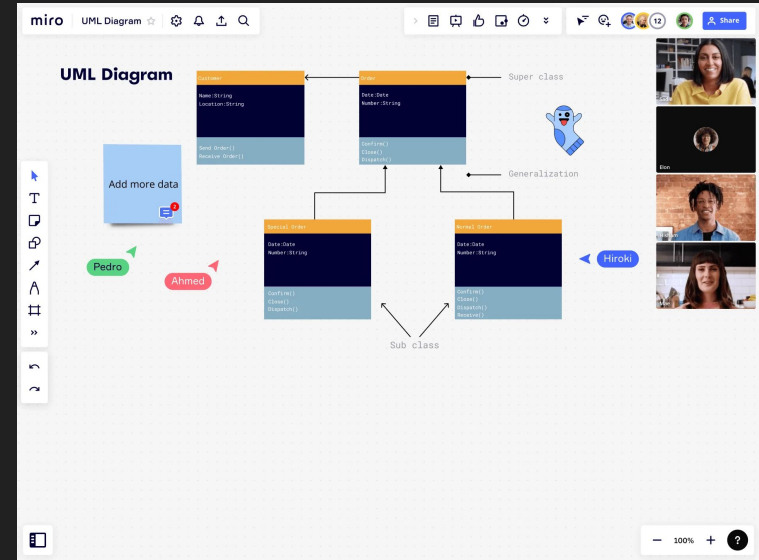 miro
UML Diagram
12
Share
UML Diagram
Customer
Name:String
Location:String
Send Order()
Receive Order()
Order
Date:Date
Number:String
Confirm()
Close()
Dispatch()
Super class
Generalization
Add more data
2
Pedro
Ahmed
Special Order
Date:Date
Number:String
Confirm()
Close()
Dispatch()
Normal Order
Date:Date
Number:String
Confirm()
Close()
Dispatch()
Receive()
Hiroki
Sub class
Elon
100%
?